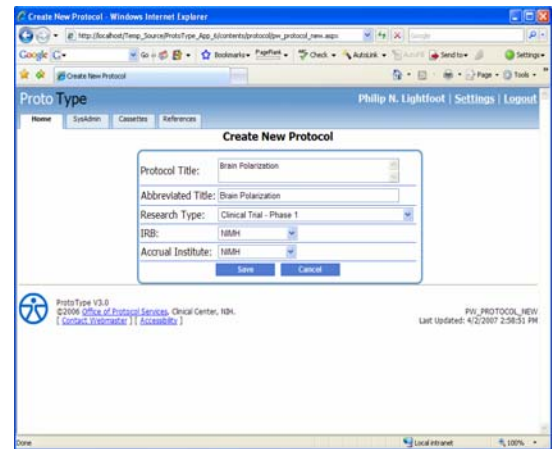 Create New Protocol - Windows Internet Explorer
http://localhost/Temp_Source/ProtoType_App_6/contents/protocol/pw_protocol_new.aspx
Google
Go
Bookmarks
PageRank
Check
AutoLink
AutoFill
Send to
Settings
Create New Protocol
Page
Tools
Proto Type
Philip N. Lightfoot | Settings | Logout
Home SysAdmin Cassettes References
Create New Protocol
Protocol Title: Brain Polarization
Abbreviated Title: Brain Polarization
Research Type: Clinical Trial - Phase 1
IRB: NIMH
Accrual Institute: NIMH
Save Cancel
ProtoType V3.0
©2006 Office of Protocol Services, Clinical Center, NIH.
[ Contact Webmaster ] [ Accessibility ]
PW_PROTOCOL_NEW
Last Updated: 4/2/2007 2:58:51 PM
Done
Local intranet
100%